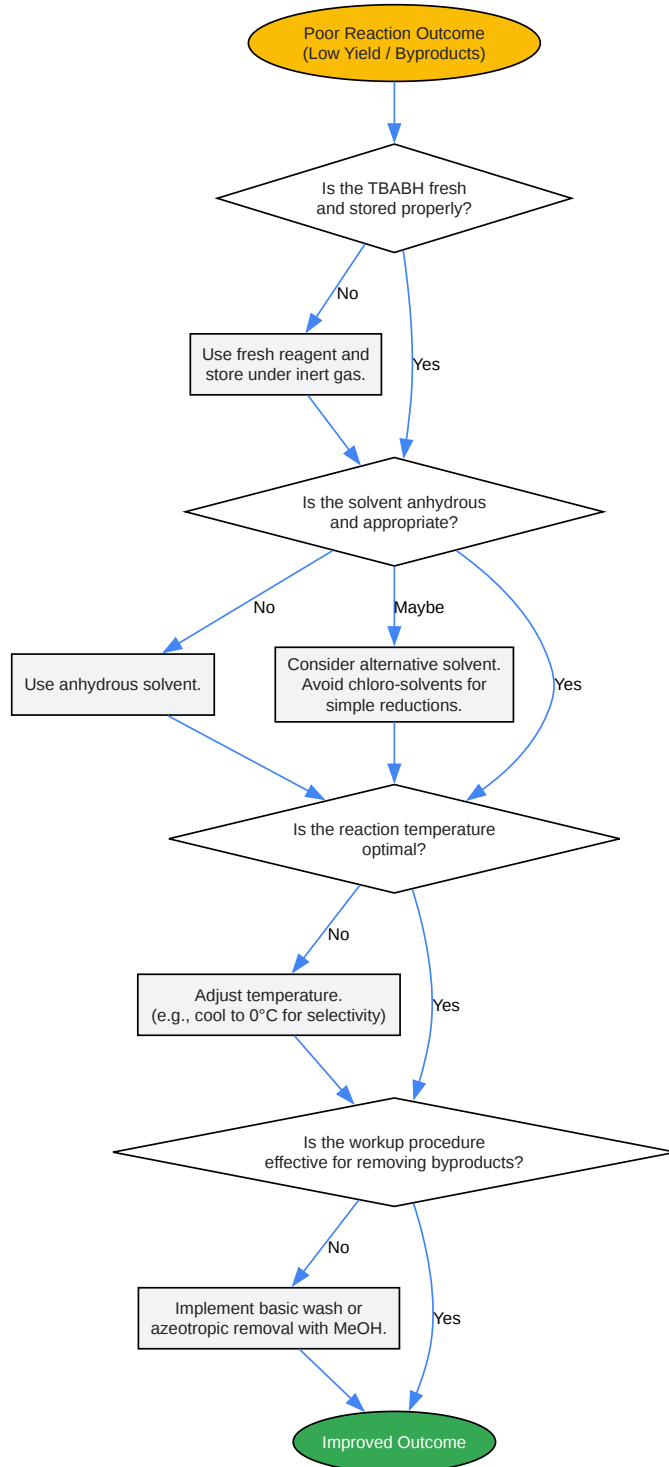 Poor Reaction Outcome
(Low Yield / Byproducts)
Is the TBABH fresh
and stored properly?
No
Use fresh reagent and
store under inert gas.
Yes
Is the solvent anhydrous
and appropriate?
No
Maybe
Use anhydrous solvent.
Consider alternative solvent.
Avoid chloro-solvents for
simple reductions.
Yes
Is the reaction temperature
optimal?
No
Adjust temperature.
(e.g., cool to 0°C for selectivity)
Yes
Is the workup procedure
effective for removing byproducts?
No
Implement basic wash or
azeotropic removal with MeOH.
Yes
Improved Outcome